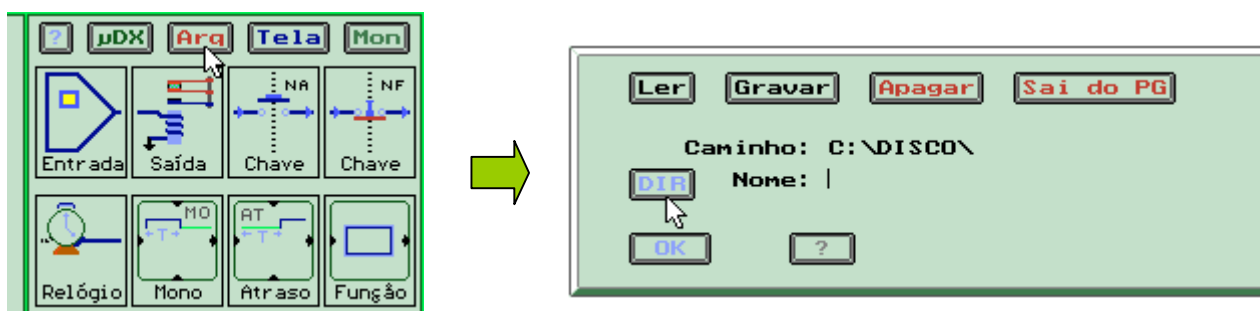 ? µDX Arq Tela Mon
NA NF
Entrada Saída Chave Chave
MO AT
T T
Relógio Mono Atraso Função
Ler Gravar Apagar Sai do PG
Caminho: C:\DISCO\
DIR Nome:
OK ?